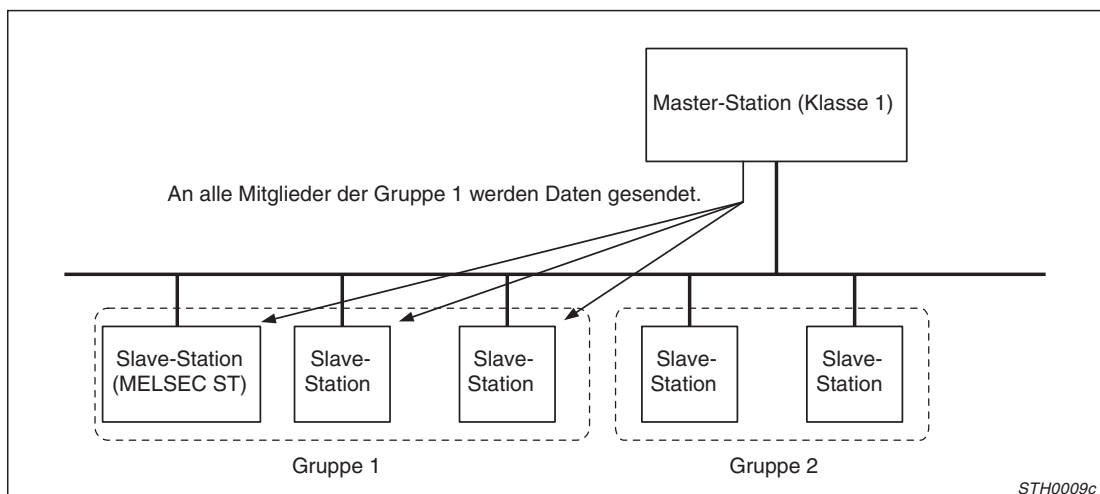 Master-Station (Klasse 1)
An alle Mitglieder der Gruppe 1 werden Daten gesendet.
Slave-Station
(MELSEC ST)
Slave-
Station
Slave-
Station
Slave-
Station
Slave-
Station
Gruppe 1
Gruppe 2
STH0009c